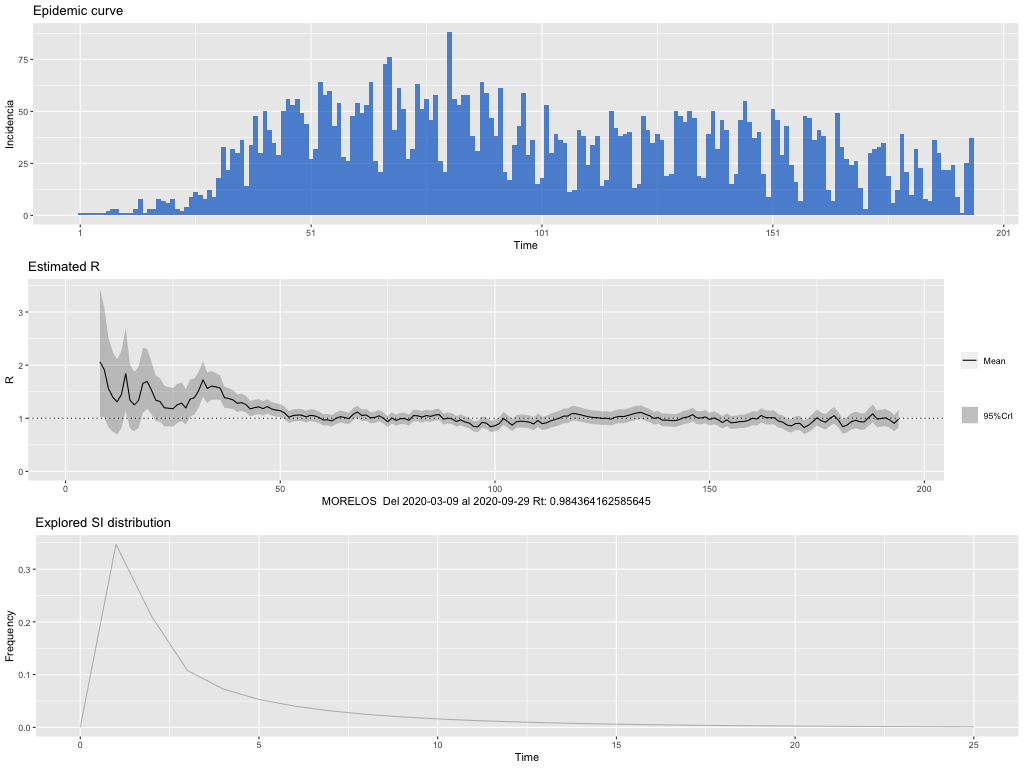 Epidemic curve
75
50
25
0
Incidencia
1 51 101 151 201
Time
Estimated R
3
2
1
0
R
0 50 100 150 200
MORELOS Del 2020-03-09 al 2020-09-29 Rt: 0.984364162585645
Mean
95%CrI
Explored SI distribution
0.3
0.2
0.1
0.0
Frequency
0 5 10 15 20 25
Time